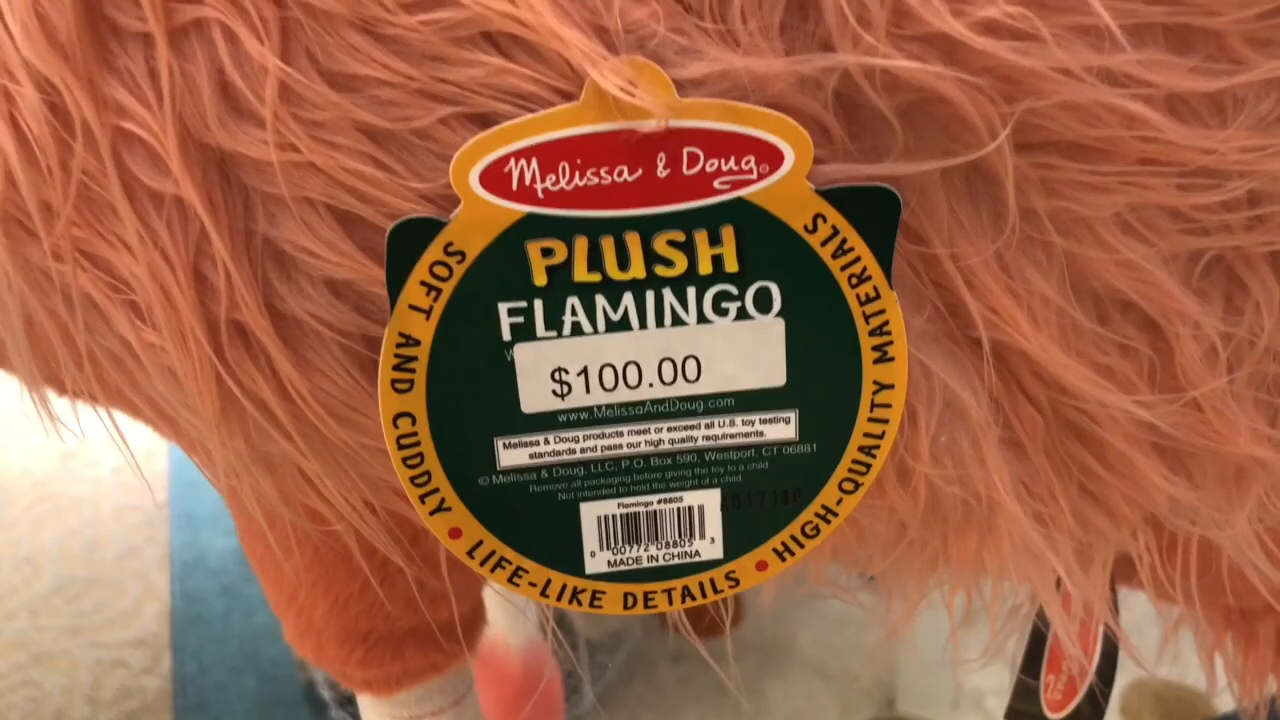 Melissa & Doug®
PLUSH
FLAMINGO
$100.00
www.MelissaAndDoug.com
Melissa & Doug products meet or exceed all U.S. toy testing
standards and pass our high quality requirements.
© Melissa & Doug, LLC, P.O. Box 590, Westport, CT 06881
Remove all packaging before giving the toy to a child
Not intended to hold the weight of a child
Flamingo #8805
0 00772 08805 3
MADE IN CHINA
SOFT AND CUDDLY • LIFE-LIKE DETAILS • HIGH-QUALITY MATERIALS